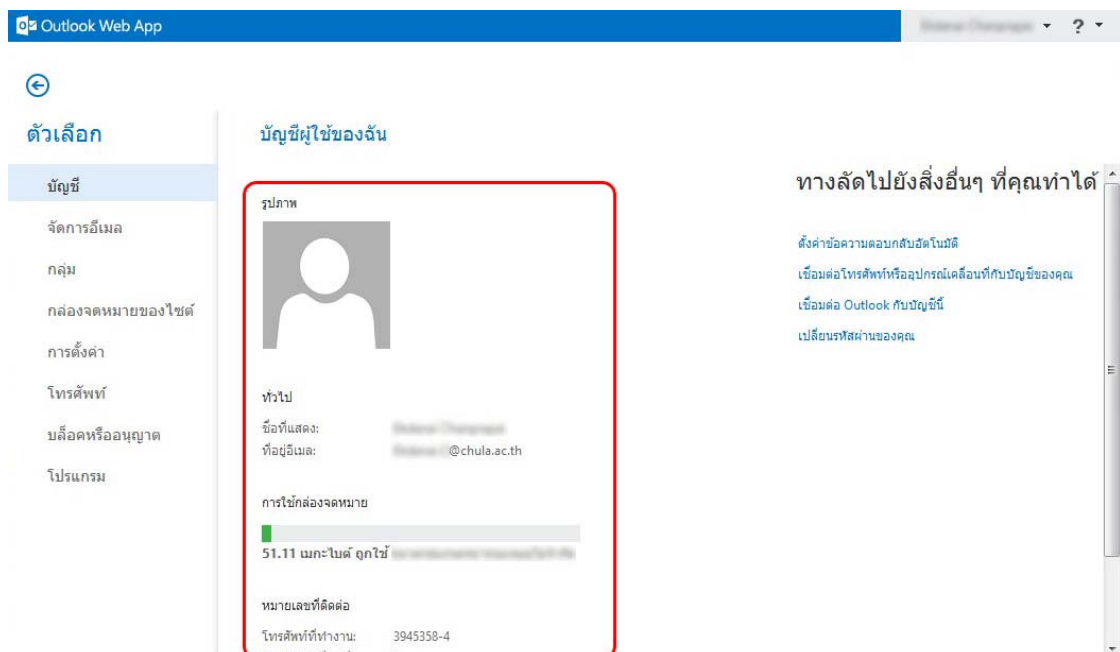 Outlook Web App
?
ตัวเลือก
บัญชี
จัดการอีเมล
กลุ่ม
กล่องจดหมายของไซต์
การตั้งค่า
โทรศัพท์
บล็อคหรืออนุญาต
โปรแกรม
บัญชีผู้ใช้ของฉัน
รูปภาพ
ทั่วไป
ชื่อที่แสดง:
ที่อยู่อีเมล: @chula.ac.th
การใช้กล่องจดหมาย
51.11 เมกะไบต์ ถูกใช้
หมายเลขที่ติดต่อ
โทรศัพท์ที่ทำงาน: 3945358-4
ทางลัดไปยังสิ่งอื่นๆ ที่คุณทำได้
ตั้งค่าข้อความตอบกลับอัตโนมัติ
เชื่อมต่อโทรศัพท์หรืออุปกรณ์เคลื่อนที่กับบัญชีของคุณ
เชื่อมต่อ Outlook กับบัญชีนี้
เปลี่ยนรหัสผ่านของคุณ